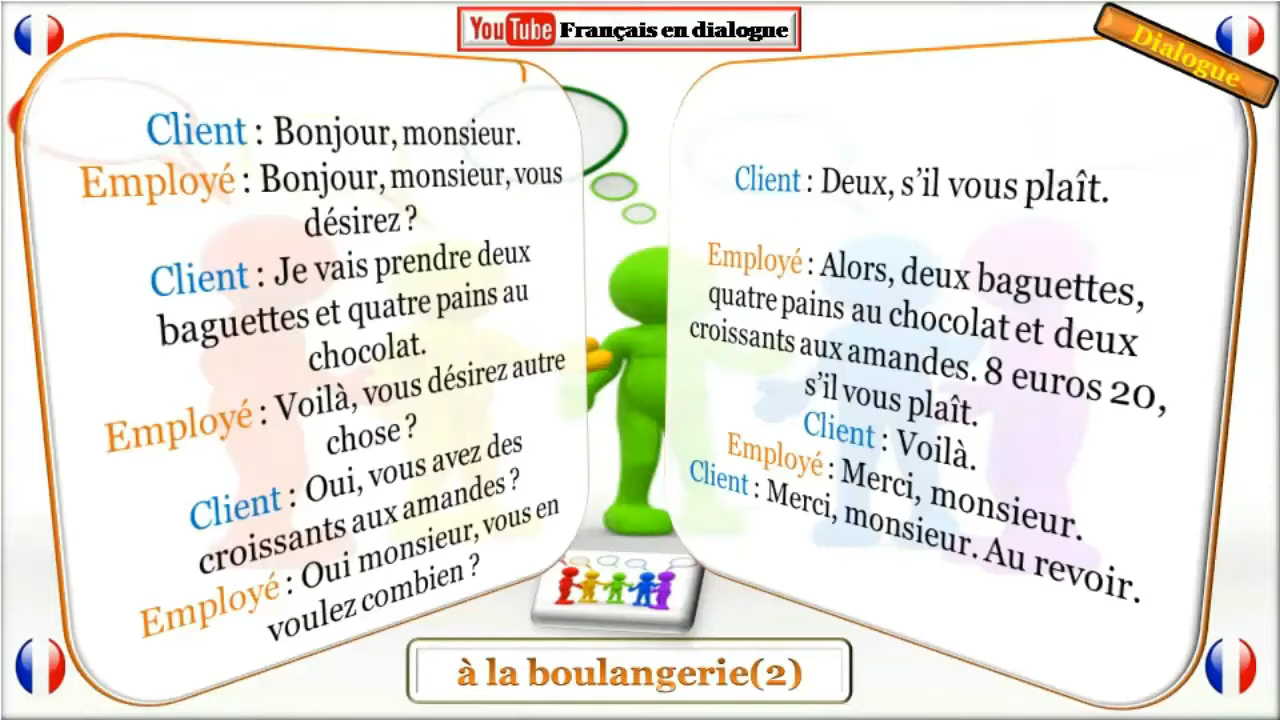 YouTube Français en dialogue
Dialogue
Client : Bonjour, monsieur.
Employé : Bonjour, monsieur, vous
désirez ?
Client : Je vais prendre deux
baguettes et quatre pains au
chocolat.
Employé : Voilà, vous désirez autre
chose ?
Client : Oui, vous avez des
croissants aux amandes ?
Employé : Oui monsieur, vous en
voulez combien ?
Client : Deux, s’il vous plaît.
Employé : Alors, deux baguettes,
quatre pains au chocolat et deux
croissants aux amandes. 8 euros 20,
s’il vous plaît.
Client : Voilà.
Employé : Merci, monsieur.
Client : Merci, monsieur. Au revoir.
à la boulangerie(2)